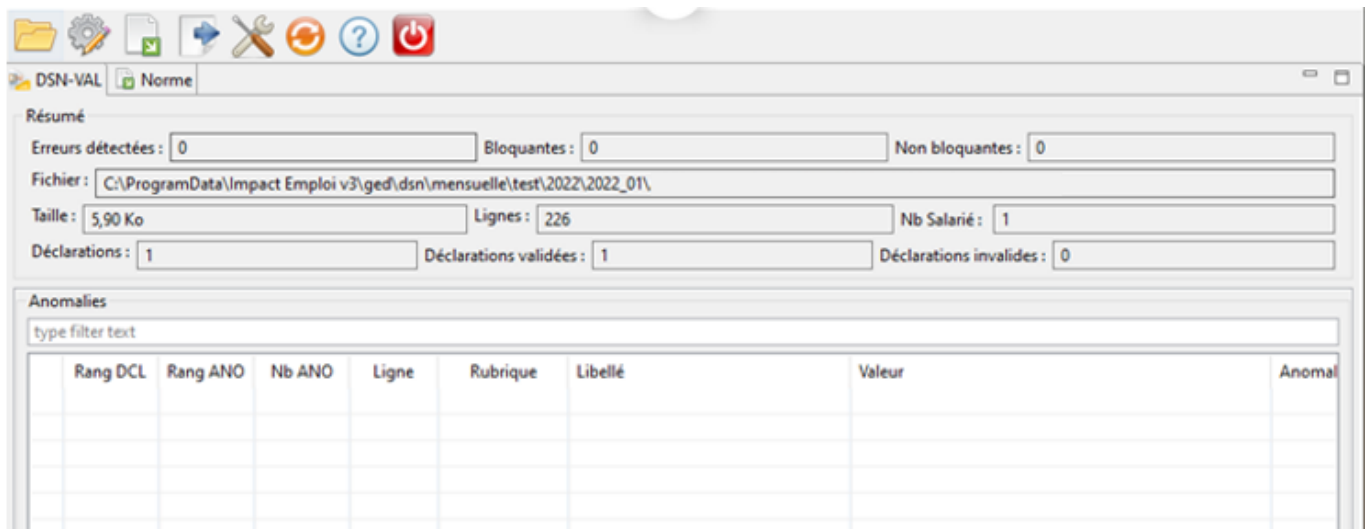 DSN-VAL Norme
Résumé
Erreurs détectées : 0 Bloquantes : 0 Non bloquantes : 0
Fichier : C:\ProgramData\Impact Emploi v3\ged\dsn\mensuelle\test\2022\2022_01\
Taille : 5,90 Ko Lignes : 226 Nb Salarié : 1
Déclarations : 1 Déclarations validées : 1 Déclarations invalides : 0
Anomalies
type filter text
Rang DCL Rang ANO Nb ANO Ligne Rubrique Libellé Valeur Anomal